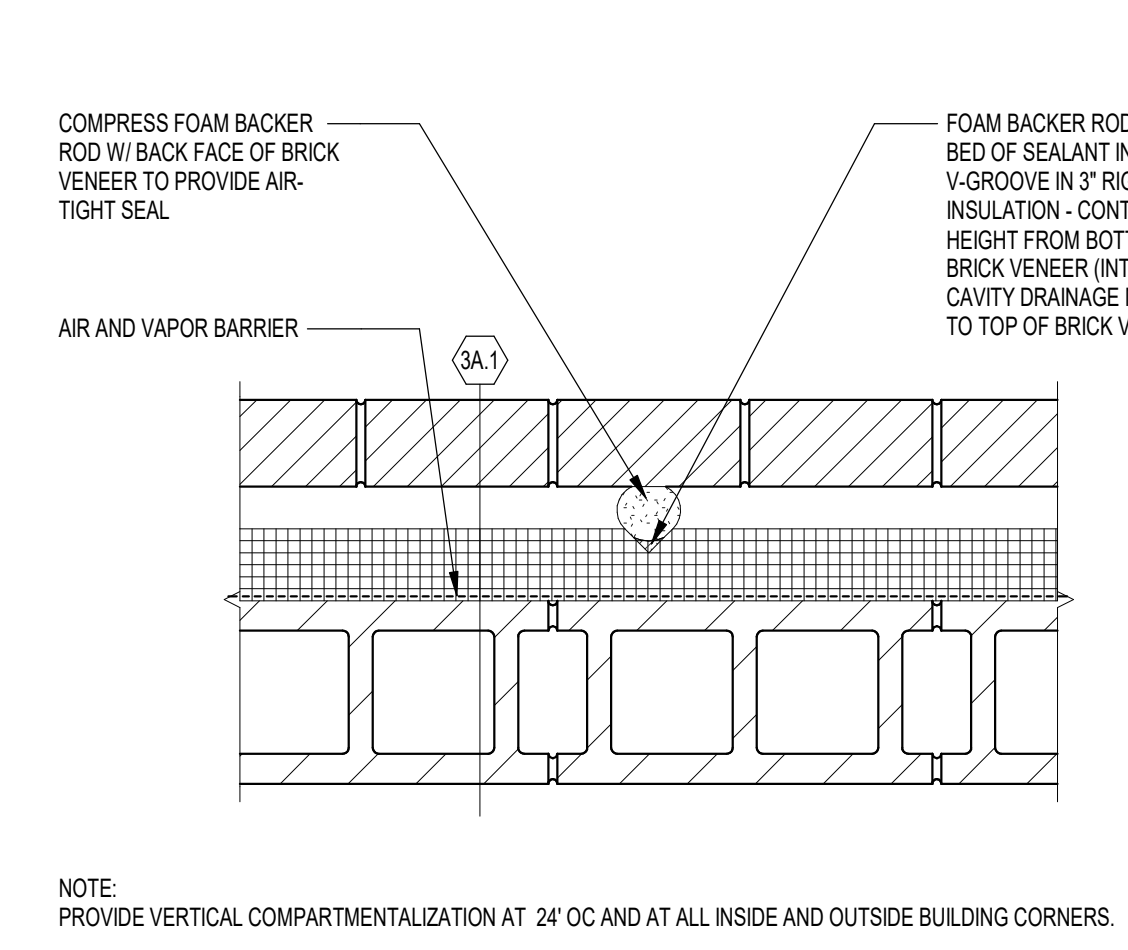 COMPRESS FOAM BACKER
ROD W/ BACK FACE OF BRICK
VENEER TO PROVIDE AIR-
TIGHT SEAL
FOAM BACKER ROD
BED OF SEALANT IN
V-GROOVE IN 3" RIG
INSULATION - CONT
HEIGHT FROM BOTT
BRICK VENEER (INT
CAVITY DRAINAGE
TO TOP OF BRICK V
AIR AND VAPOR BARRIER
3A.1
NOTE:
PROVIDE VERTICAL COMPARTMENTALIZATION AT 24' OC AND AT ALL INSIDE AND OUTSIDE BUILDING CORNERS.